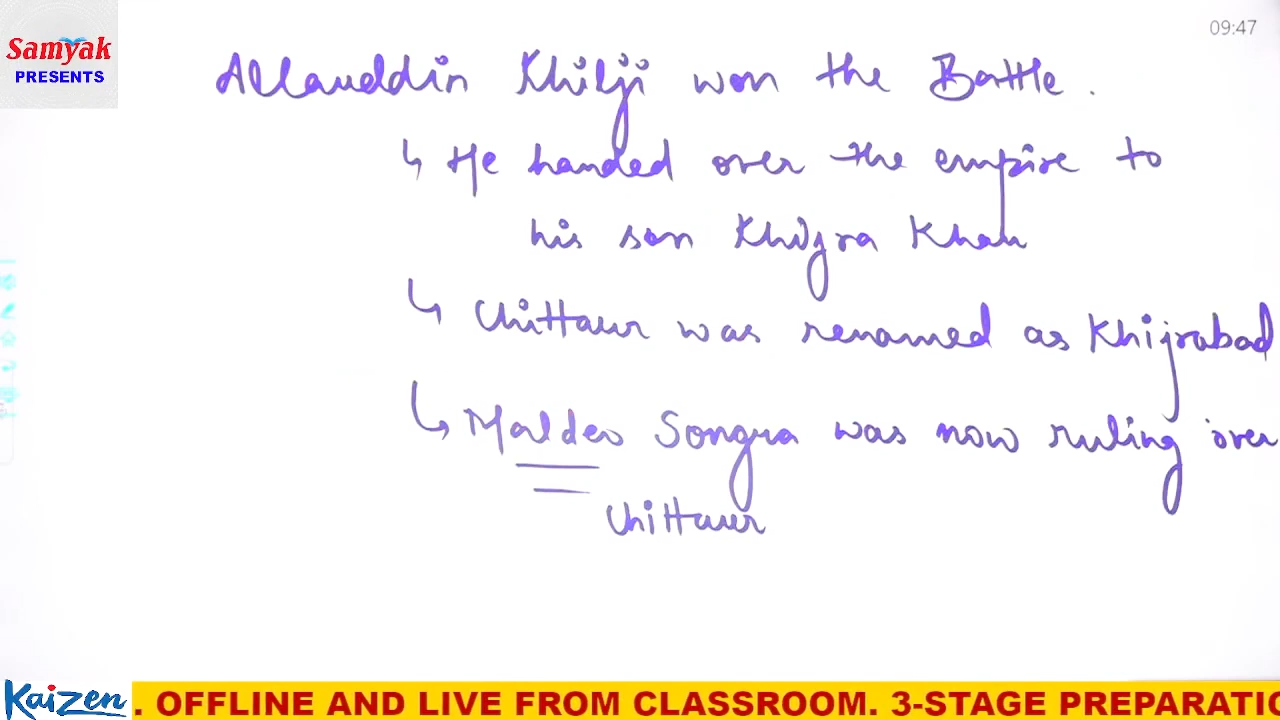 Samyak
PRESENTS
09:47
Allauddin Khilji won the Battle.
↳ He handed over the empire to
his son Khijra Khan
↳ Chittaur was renamed as Khijrabad
↳ Maldev Songra was now ruling over
Chittaur
Kaizen
. OFFLINE AND LIVE FROM CLASSROOM. 3-STAGE PREPARATIO